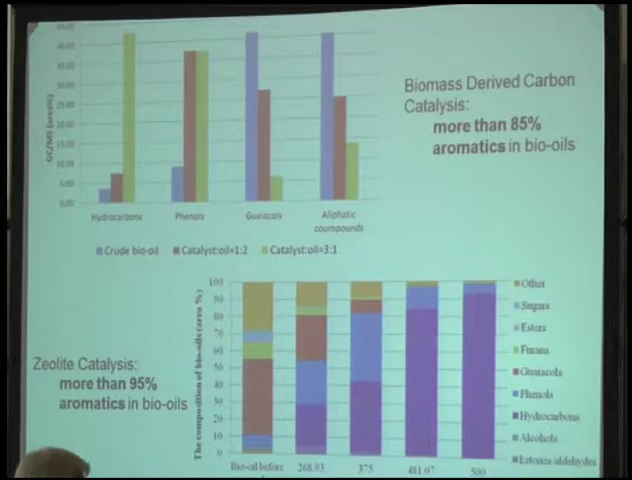 45.00
40.00
35.00
30.00
25.00
20.00
15.00
10.00
5.00
0.00
GC/MS (area%)
Hydrocarbons Phenols Guaiacols Aliphatic
coumpounds
Crude bio-oil Catalyst:oil=1:2 Catalyst:oil=3:1
Biomass Derived Carbon
Catalysis:
more than 85%
aromatics in bio-oils
Zeolite Catalysis:
more than 95%
aromatics in bio-oils
The composition of bio-oils (area %)
100
90
80
70
60
50
40
30
20
10
0
Bio-oil before 268.93 375 481.07 500
Other
Sugars
Esters
Furans
Guaiacols
Phenols
Hydrocarbons
Alcohols
ketones/aldehydes